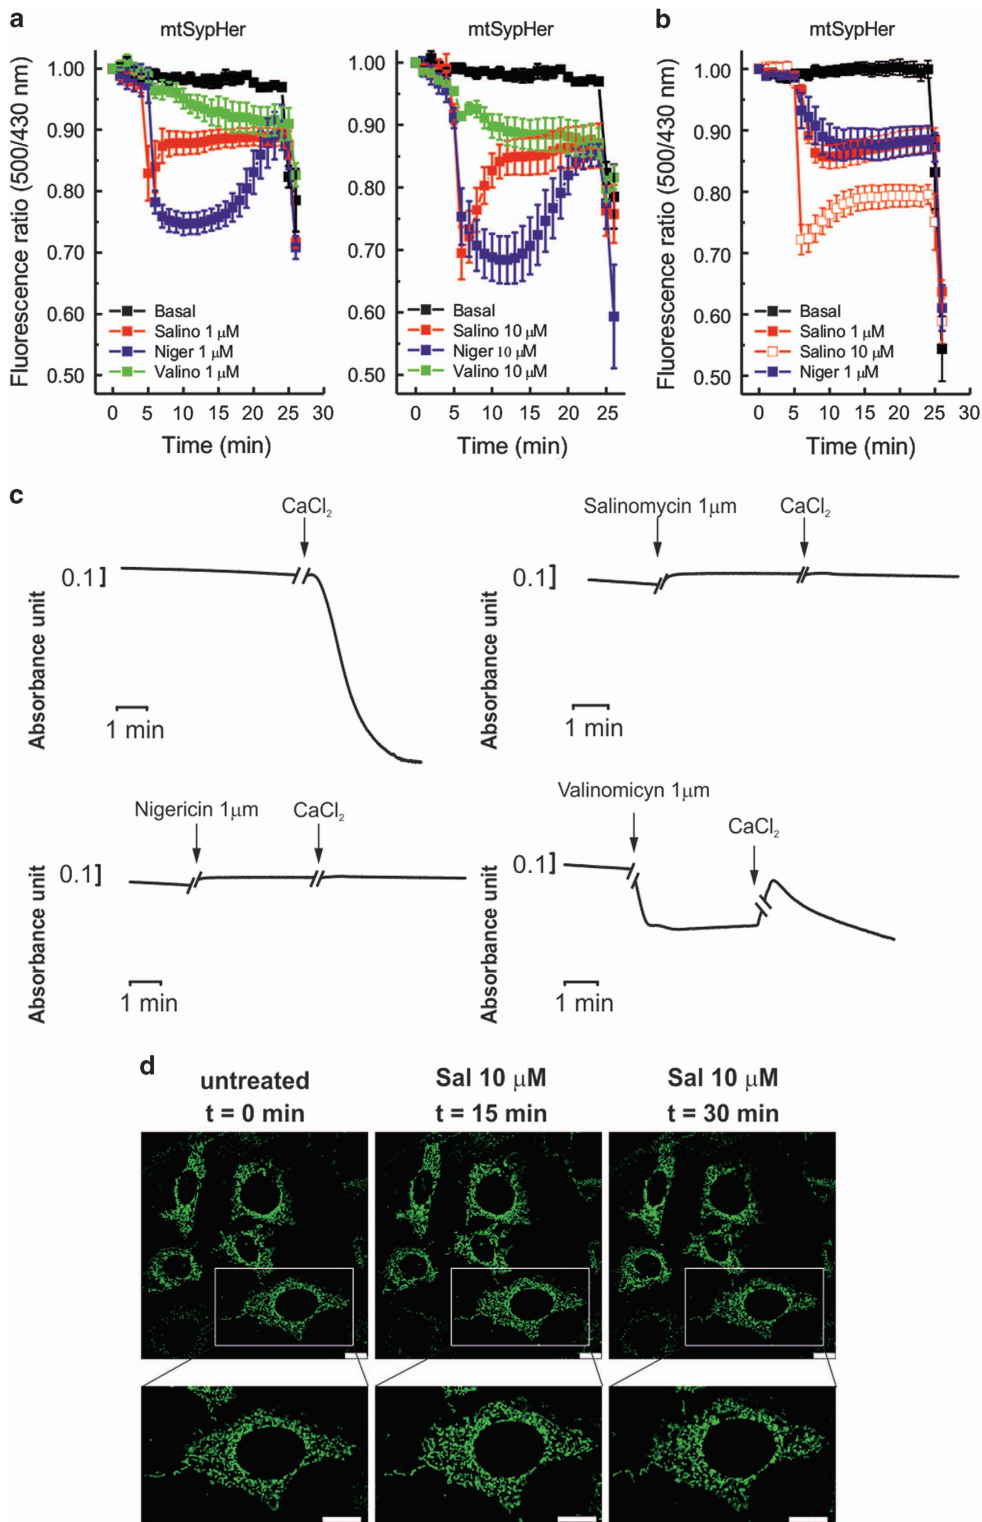 a
mtSypHer
Fluorescence ratio (500/430 nm)
1.00
0.90
0.80
0.70
0.60
0.50
Basal
Salino 1 µM
Niger 1 µM
Valino 1 µM
0 5 10 15 20 25 30
Time (min)
mtSypHer
1.00
0.90
0.80
0.70
0.60
0.50
Basal
Salino 10 µM
Niger 10 µM
Valino 10 µM
0 5 10 15 20 25
Time (min)
b
mtSypHer
Fluorescence ratio (500/430 nm)
1.00
0.90
0.80
0.70
0.60
0.50
Basal
Salino 1 µM
Salino 10 µM
Niger 1 µM
0 5 10 15 20 25 30
Time (min)
c
CaCl₂
0.1]
Absorbance unit
1 min
Salinomycin 1µm CaCl₂
0.1]
Absorbance unit
1 min
Nigericin 1µm CaCl₂
0.1]
Absorbance unit
1 min
Valinomicyn 1µm
CaCl₂
0.1]
Absorbance unit
1 min
d
untreated
t = 0 min
Sal 10 µM
t = 15 min
Sal 10 µM
t = 30 min